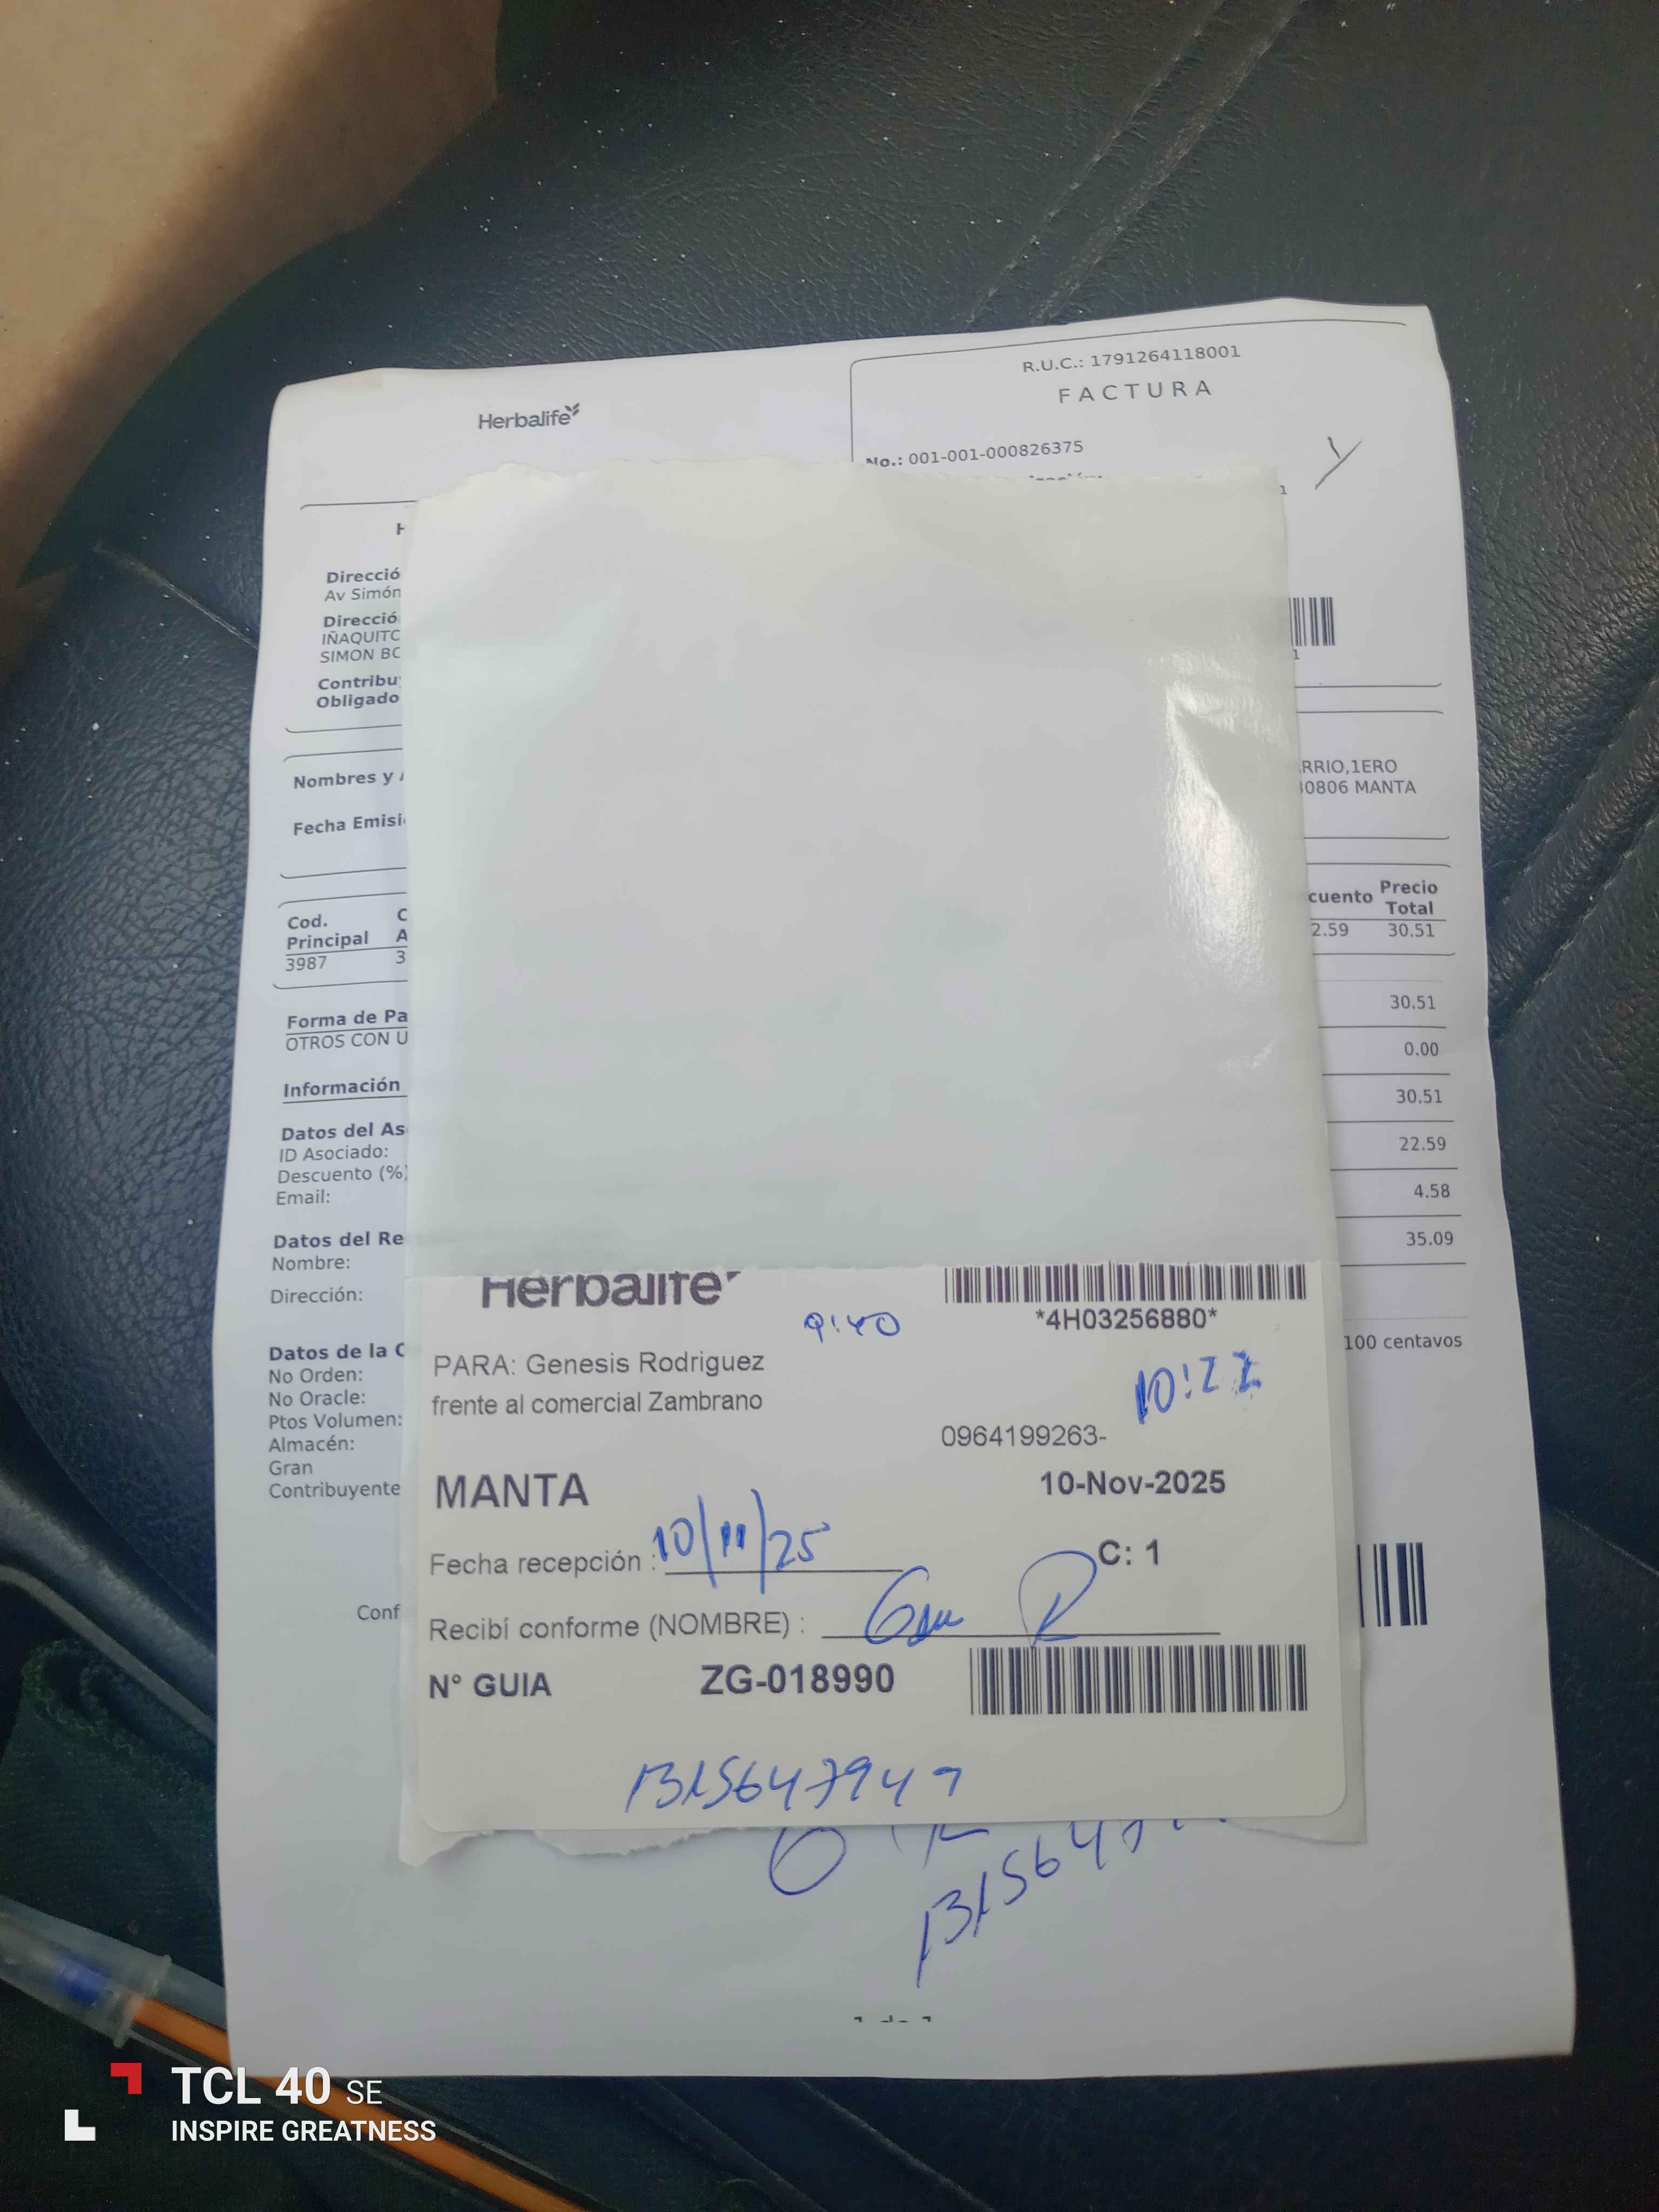 Herbalife
R.U.C.: 1791264118001
FACTURA
No.: 001-001-000826375
1
H
Direcció
Av Simón
Direcció
IÑAQUITO
SIMON BO
Contribu
Obligado
1
Nombres y
Fecha Emisi
RRIO,1ERO
0806 MANTA
Cod.
Principal
C
A
cuento
Precio
Total
3987
3
2.59
30.51
Forma de Pa
OTROS CON U
Información
30.51
0.00
30.51
22.59
4.58
35.09
Datos del As
ID Asociado:
Descuento (%)
Email:
Datos del Re
Nombre:
Dirección:
Datos de la
No Orden:
No Oracle:
Ptos Volumen:
Almacén:
Gran
Contribuyente
100 centavos
Conf
Herbalife
*4H03256880*
9:40
PARA: Genesis Rodriguez
frente al comercial Zambrano
10:22
0964199263-
MANTA
10-Nov-2025
Fecha recepción : 10/11/25
C: 1
Recibí conforme (NOMBRE) : Gen R
N° GUIA ZG-018990
1315647947
TCL 40 SE
INSPIRE GREATNESS